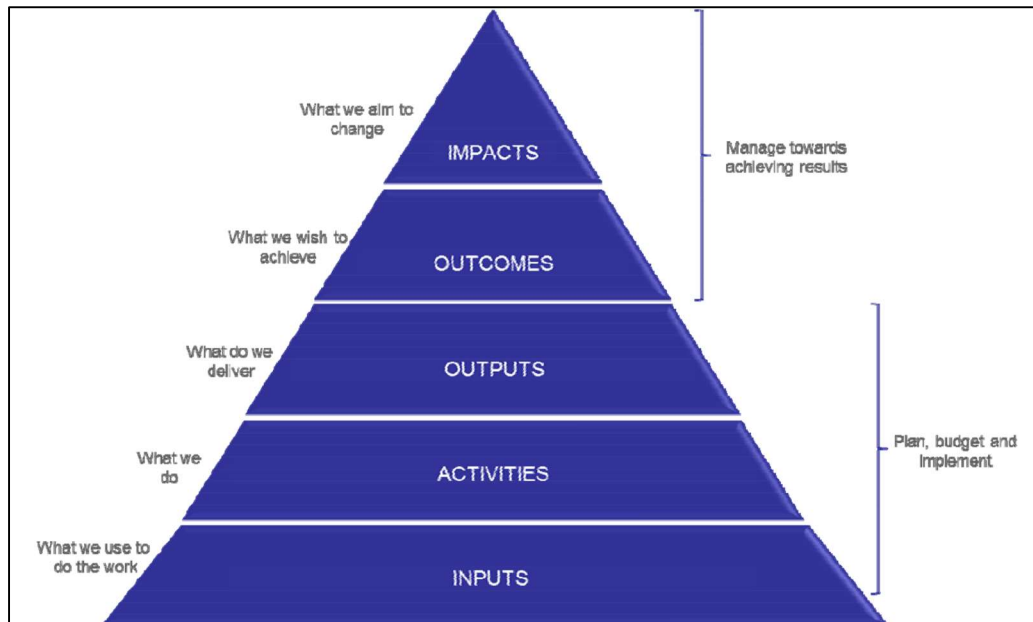 What we aim to
change
IMPACTS
Manage towards
achieving results
What we wish to
achieve
OUTCOMES
What do we
deliver
OUTPUTS
Plan, budget and
implement
What we
do
ACTIVITIES
What we use to
do the work
INPUTS